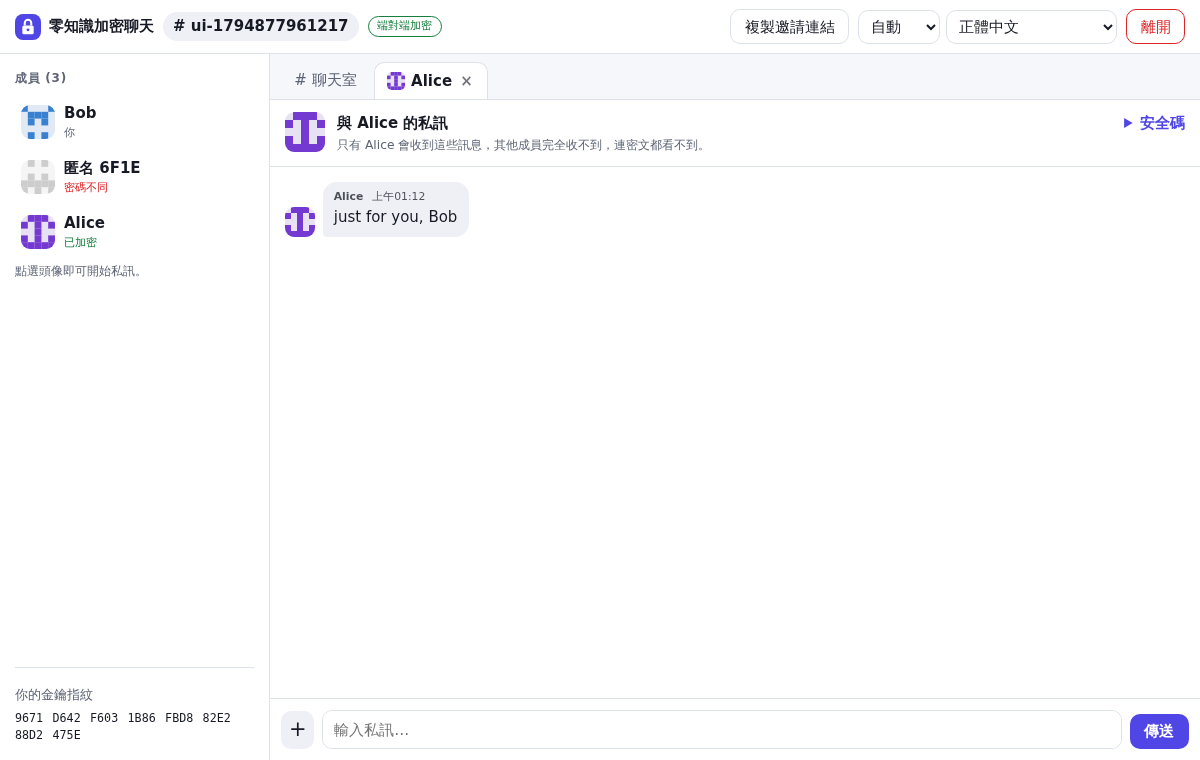 零知識加密聊天 # ui-1794877961217 端對端加密 複製邀請連結 自動 正體中文 離開
成員 (3)
Bob
你
匿名 6F1E
密碼不同
Alice
已加密
點選頭像即可開始私訊。
你的金鑰指紋
9671 D642 F603 1B86 FBD8 82E2
88D2 475E
# 聊天室 Alice ×
與 Alice 的私訊
只有 Alice 會收到這些訊息，其他成員完全收不到，連密文都看不到。
▶ 安全碼
Alice 上午01:12
just for you, Bob
+ 輸入私訊… 傳送